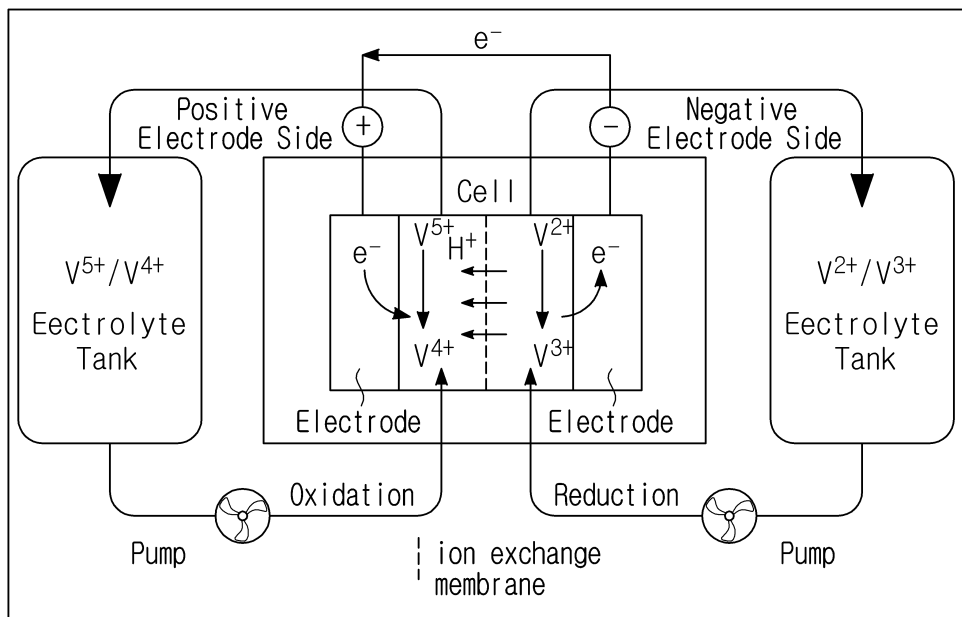 e⁻
Positive
Electrode Side
+
−
Negative
Electrode Side
Cell
V⁵⁺/V⁴⁺
Eectrolyte
Tank
e⁻
V⁵⁺
H⁺
V⁴⁺
V²⁺
V³⁺
e⁻
V²⁺/V³⁺
Eectrolyte
Tank
Electrode
Electrode
Oxidation
Reduction
Pump
Pump
ion exchange
membrane